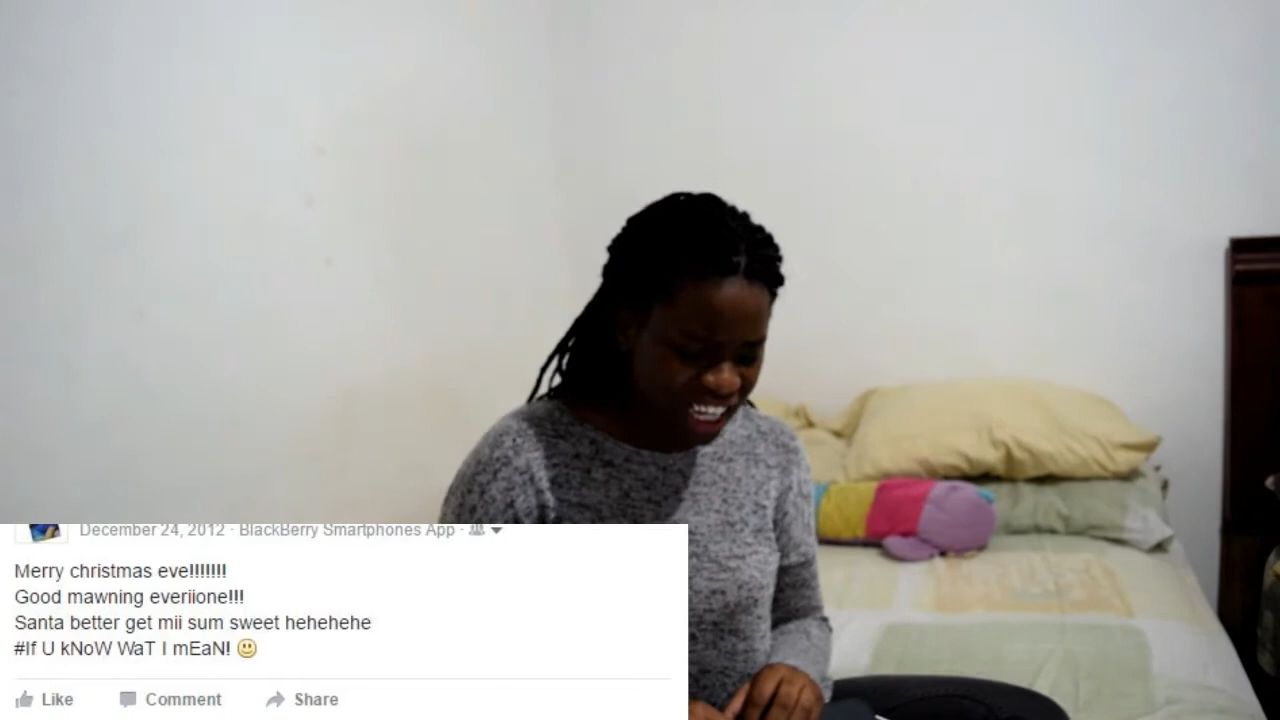 December 24, 2012 · BlackBerry Smartphones App ·
Merry christmas eve!!!!!!!
Good mawning everiione!!!
Santa better get mii sum sweet hehehehe
#If U kNoW WaT I mEaN! 🙂
Like Comment Share